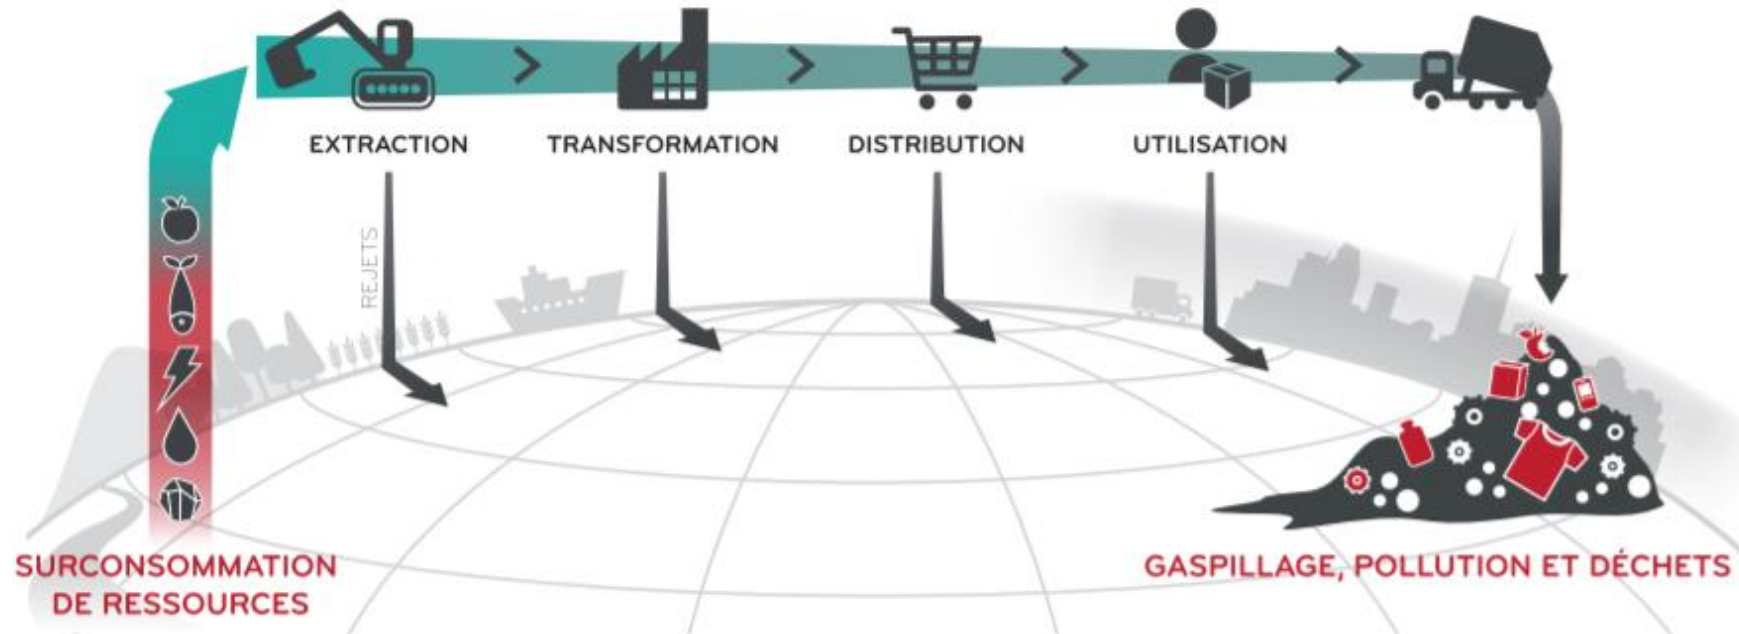 EXTRACTION
TRANSFORMATION
DISTRIBUTION
UTILISATION
REJETS
SURCONSOMMATION
DE RESSOURCES
GASPILLAGE, POLLUTION ET DÉCHETS